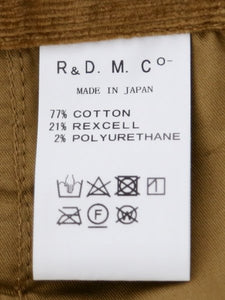 R&D. M. Co-
MADE IN JAPAN
77% COTTON
21% REXCELL
2% POLYURETHANE